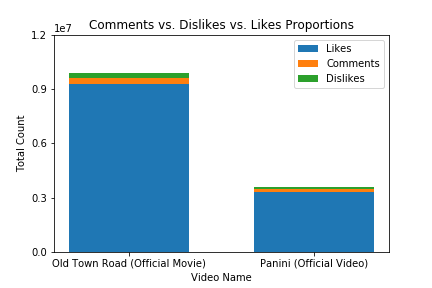 Comments vs. Dislikes vs. Likes Proportions
1e7
1.2
0.9
0.6
0.3
0.0
Total Count
Likes
Comments
Dislikes
Old Town Road (Official Movie)
Panini (Official Video)
Video Name